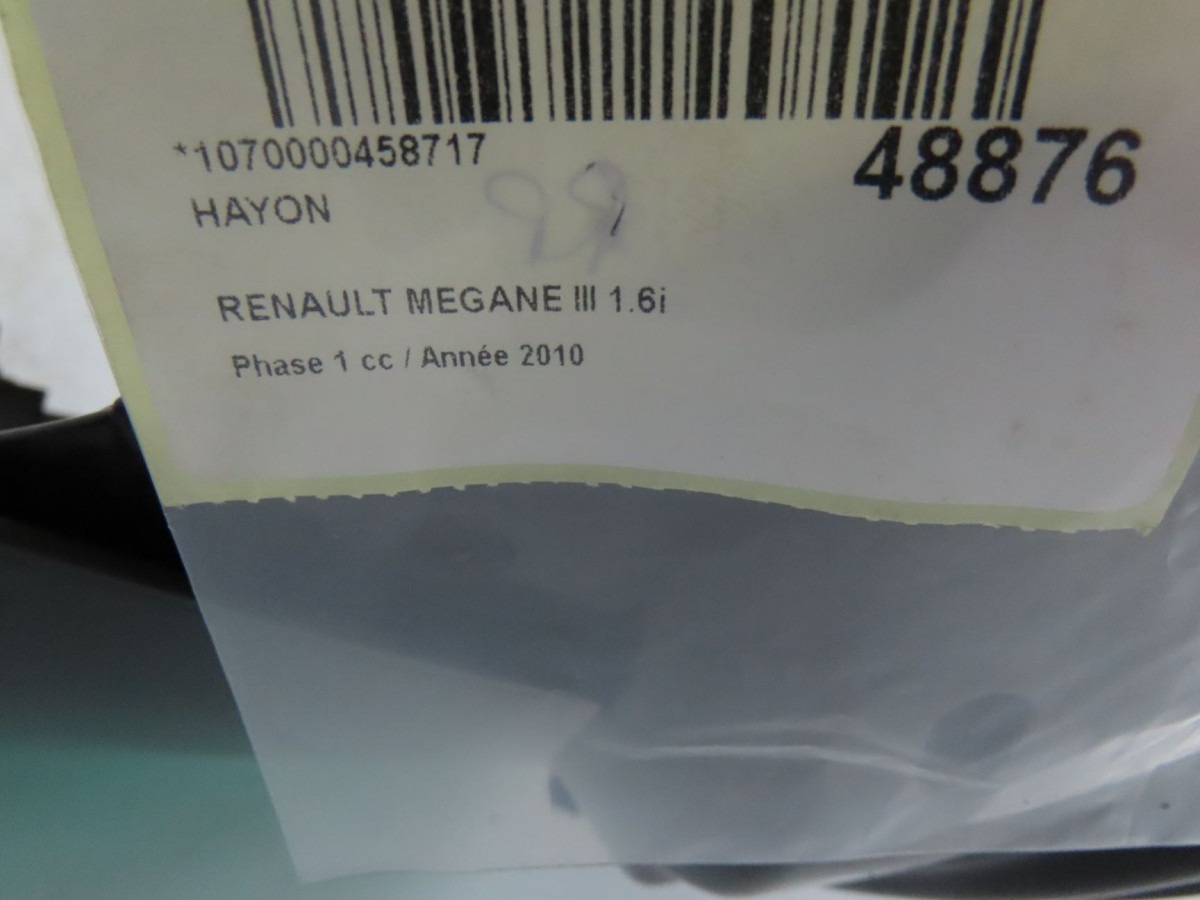 *1070000458717
48876
HAYON
RENAULT MEGANE III 1.6i
Phase 1 cc / Année 2010